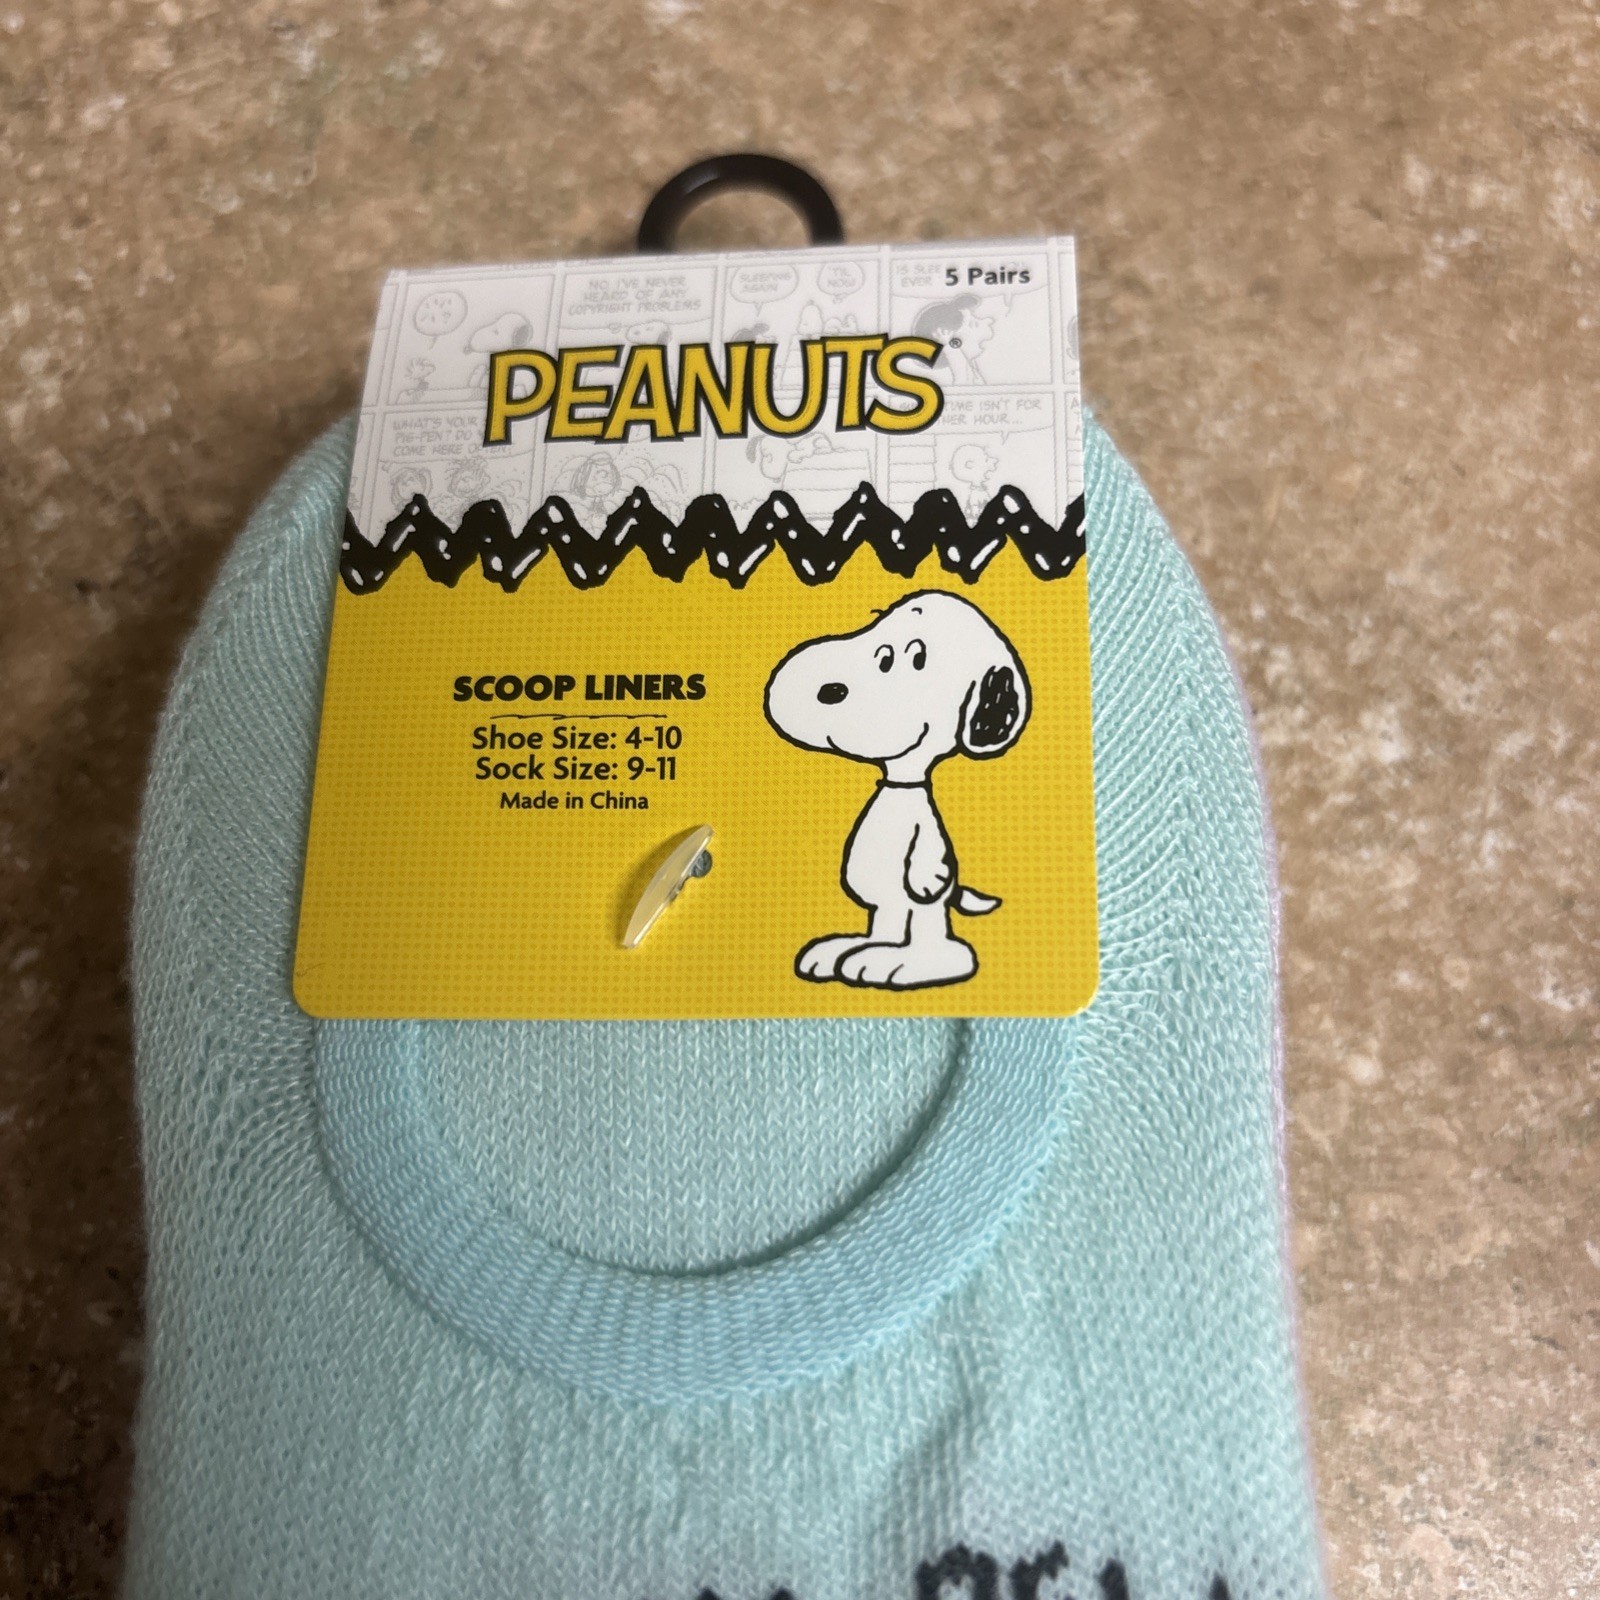 5 Pairs
NO, I'VE NEVER
HEARD OF ANY
COPYRIGHT PROBLEMS
SLEEPING
AGAIN
'TIL
NOW
IS
EVER
PEANUTS®
WHAT'S YOUR
PIG-PEN? DO
COME HERE OFTEN
TIME ISN'T FOR
HOUR...
SCOOP LINERS
Shoe Size: 4-10
Sock Size: 9-11
Made in China